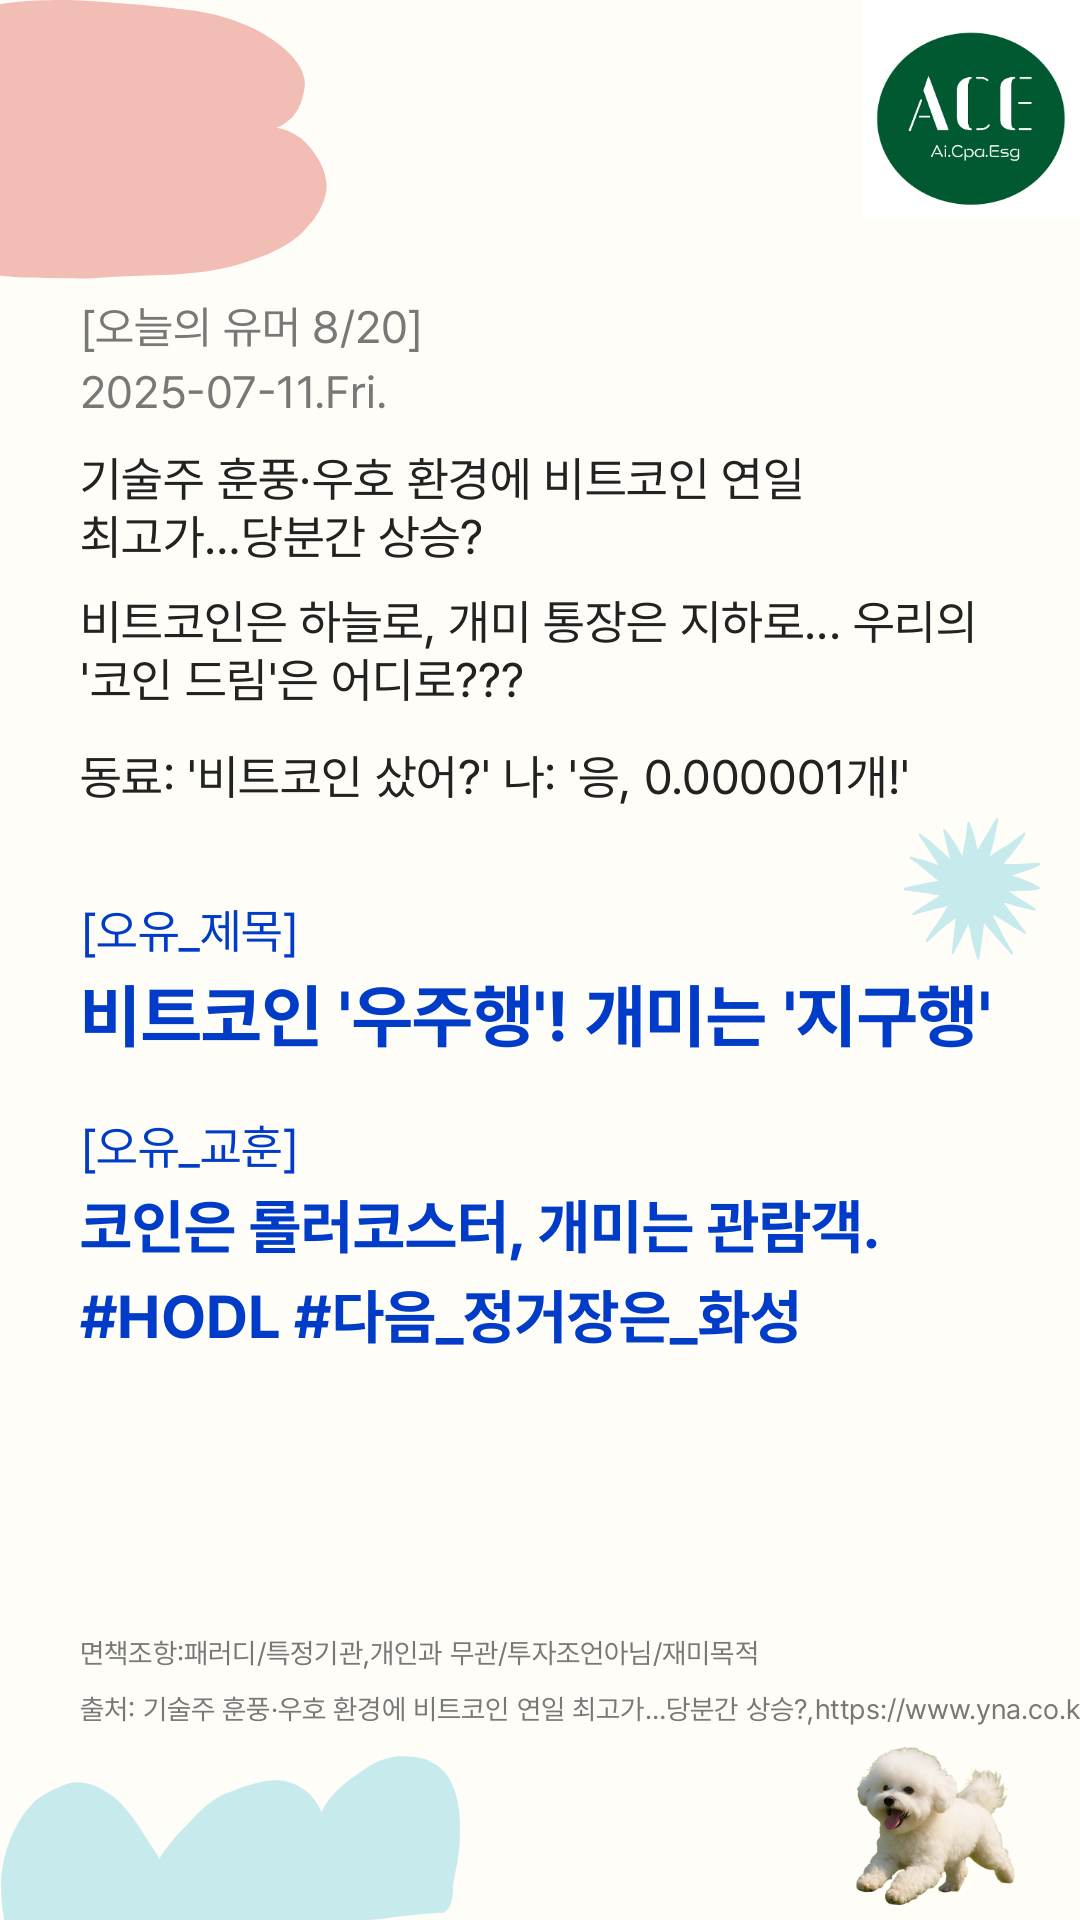 ACE
Ai.Cpa.Esg
[오늘의 유머 8/20]
2025-07-11.Fri.
기술주 훈풍·우호 환경에 비트코인 연일
최고가...당분간 상승?
비트코인은 하늘로, 개미 통장은 지하로... 우리의
'코인 드림'은 어디로???
동료: '비트코인 샀어?' 나: '응, 0.000001개!'
[오유_제목]
비트코인 '우주행'! 개미는 '지구행'
[오유_교훈]
코인은 롤러코스터, 개미는 관람객.
#HODL #다음_정거장은_화성
면책조항:패러디/특정기관,개인과 무관/투자조언아님/재미목적
출처: 기술주 훈풍·우호 환경에 비트코인 연일 최고가...당분간 상승?,https://www.yna.co.k